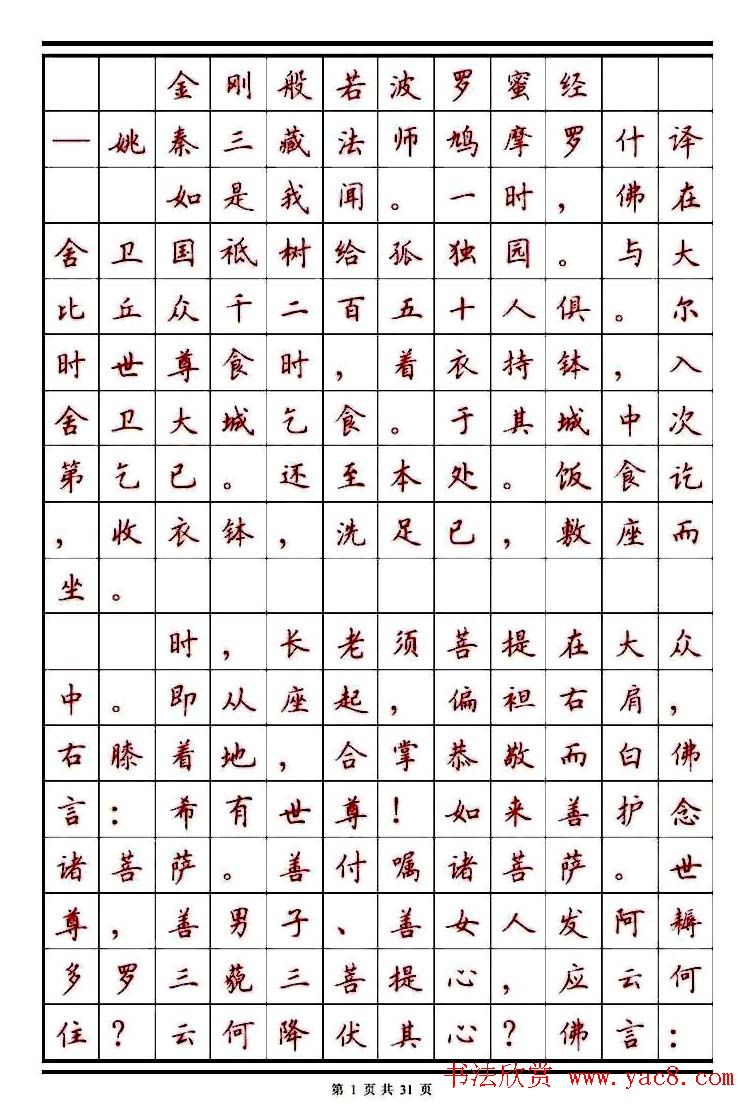 金刚般若波罗蜜经
—姚秦三藏法师鸠摩罗什译
如是我闻。一时，佛在
舍卫国祗树给孤独园。与大
比丘众千二百五十人俱。尔
时世尊食时，着衣持钵，入
舍卫大城乞食。于其城中次
第乞已。还至本处。饭食讫
，收衣钵，洗足已，敷座而
坐。
时，长老须菩提在大众
中。即从座起，偏袒右肩，
右膝着地，合掌恭敬而白佛
言：希有世尊！如来善护念
诸菩萨。善付嘱诸菩萨。世
尊，善男子、善女人发阿耨
多罗三藐三菩提心，应云何
住？云何降伏其心？佛言：
第 1 页 共 31 页
书法欣赏 www.yac8.com